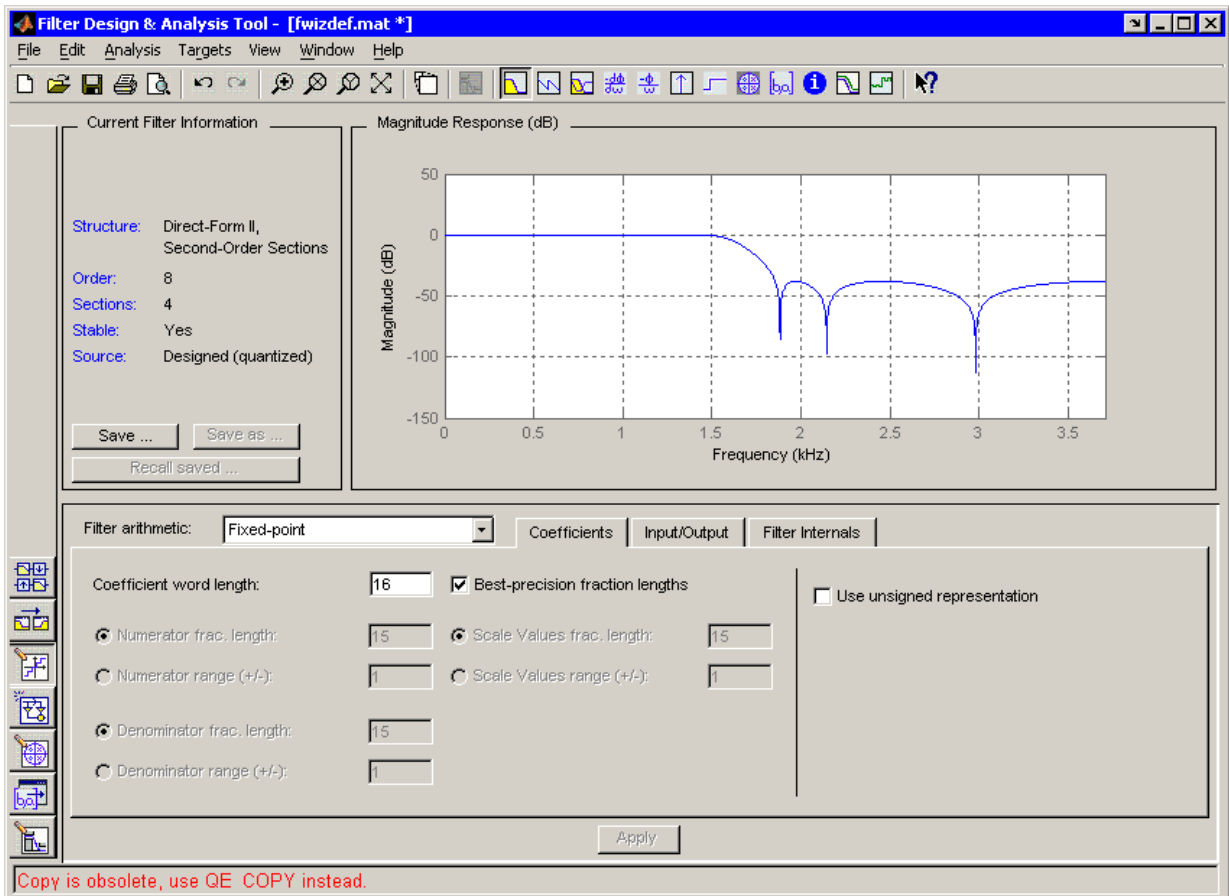 Filter Design & Analysis Tool - [fwizdef.mat *]
File Edit Analysis Targets View Window Help
Current Filter Information
Structure: Direct-Form II,
Second-Order Sections
Order: 8
Sections: 4
Stable: Yes
Source: Designed (quantized)
Save ... Save as ...
Recall saved ...
Magnitude Response (dB)
50
0
-50
-100
-150
Magnitude (dB)
0 0.5 1 1.5 2 2.5 3 3.5
Frequency (kHz)
Filter arithmetic: Fixed-point Coefficients Input/Output Filter Internals
Coefficient word length: 16 Best-precision fraction lengths Use unsigned representation
Numerator frac. length: 15 Scale Values frac. length: 15
Numerator range (+/-): 1 Scale Values range (+/-): 1
Denominator frac. length: 15
Denominator range (+/-): 1
Apply
Copy is obsolete, use QE_COPY instead.